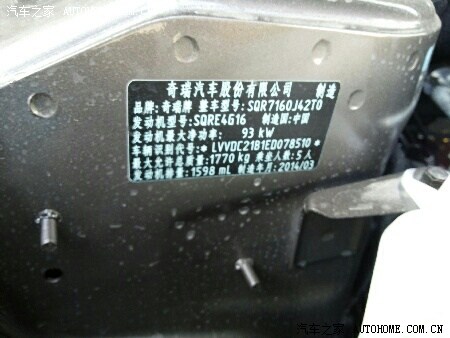 汽车之家 AUTOHOME
奇瑞汽车股份有限公司 制造
品牌:奇瑞牌 整车型号:SQR7160J42T0
发动机型号:SQRE4G16 制造国:中国
发动机最大净功率: 93 kW
车辆识别代号:*LVVDC21B1ED078510*
最大允许总质量:1770 kg 乘坐人数:5人
发动机排量:1598 mL 制造年月:2014/03
汽车之家 AUTOHOME.COM.CN